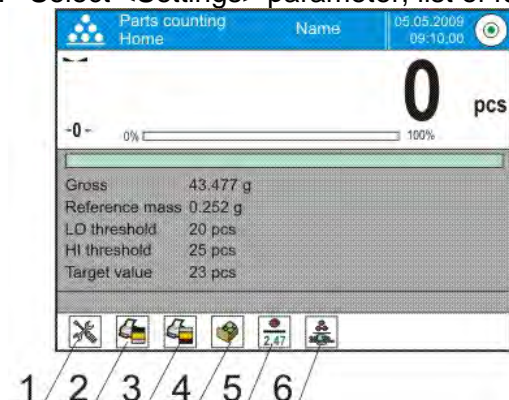 Select <Settings> parameter, list of
Parts counting Name 05.05.2009
Home 09:10:00
0 pcs
-0- 0% 100%
Gross 43.477 g
Reference mass 0.252 g
LO threshold 20 pcs
HI threshold 25 pcs
Target value 23 pcs
2,47
1 2 3 4 5 6